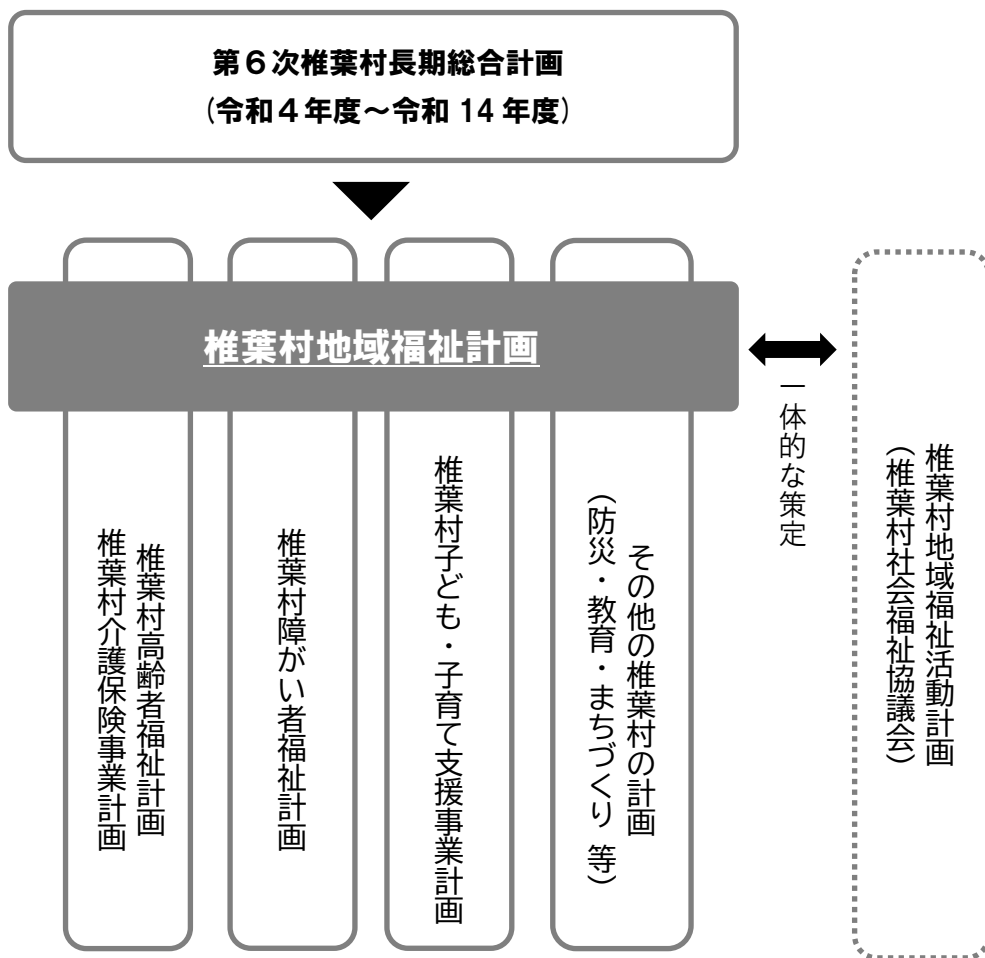 第６次椎葉村長期総合計画
（令和４年度～令和 14 年度）
椎葉村地域福祉計画
一体的な策定
椎葉村高齢者福祉計画
椎葉村介護保険事業計画
椎葉村障がい者福祉計画
椎葉村子ども・子育て支援事業計画
その他の椎葉村の計画
（防災・教育・まちづくり 等）
椎葉村地域福祉活動計画
（椎葉村社会福祉協議会）